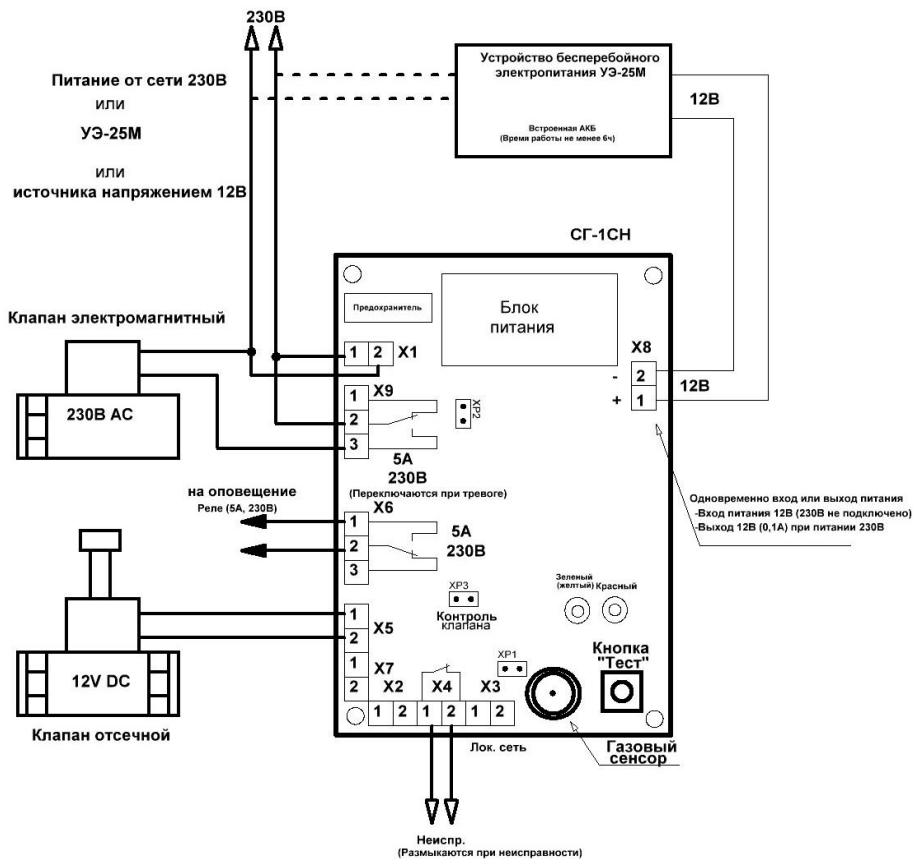 230В
Питание от сети 230В
или
УЭ-25М
или
источника напряжением 12В
Устройство бесперебойного
электропитания УЭ-25М
Встроенная АКБ
(Время работы не менее 6ч)
12В
СГ-1СН
Предохранитель
Блок
питания
Клапан электромагнитный
230В АС
1 2 X1
X8
- 2
12В
+ 1
1 X9
2
3
XP2
5А
230В
(Переключаются при тревоге)
на оповещение
Реле (5А, 230В)
X6
1
2
3
5А
230В
Одновременно вход или выход питания
-Вход питания 12В (230В не подключено)
-Выход 12В (0,1А) при питании 230В
XP3
Контроль
клапана
Зеленый
(желтый)
Красный
1
X5
2
1
X7
2
12V DC
Клапан отсечной
XP1
Кнопка
"Тест"
X2 X4 X3
1 2 1 2 1 2
Лок. сеть
Газовый
сенсор
Неиспр.
(Размыкаются при неисправности)